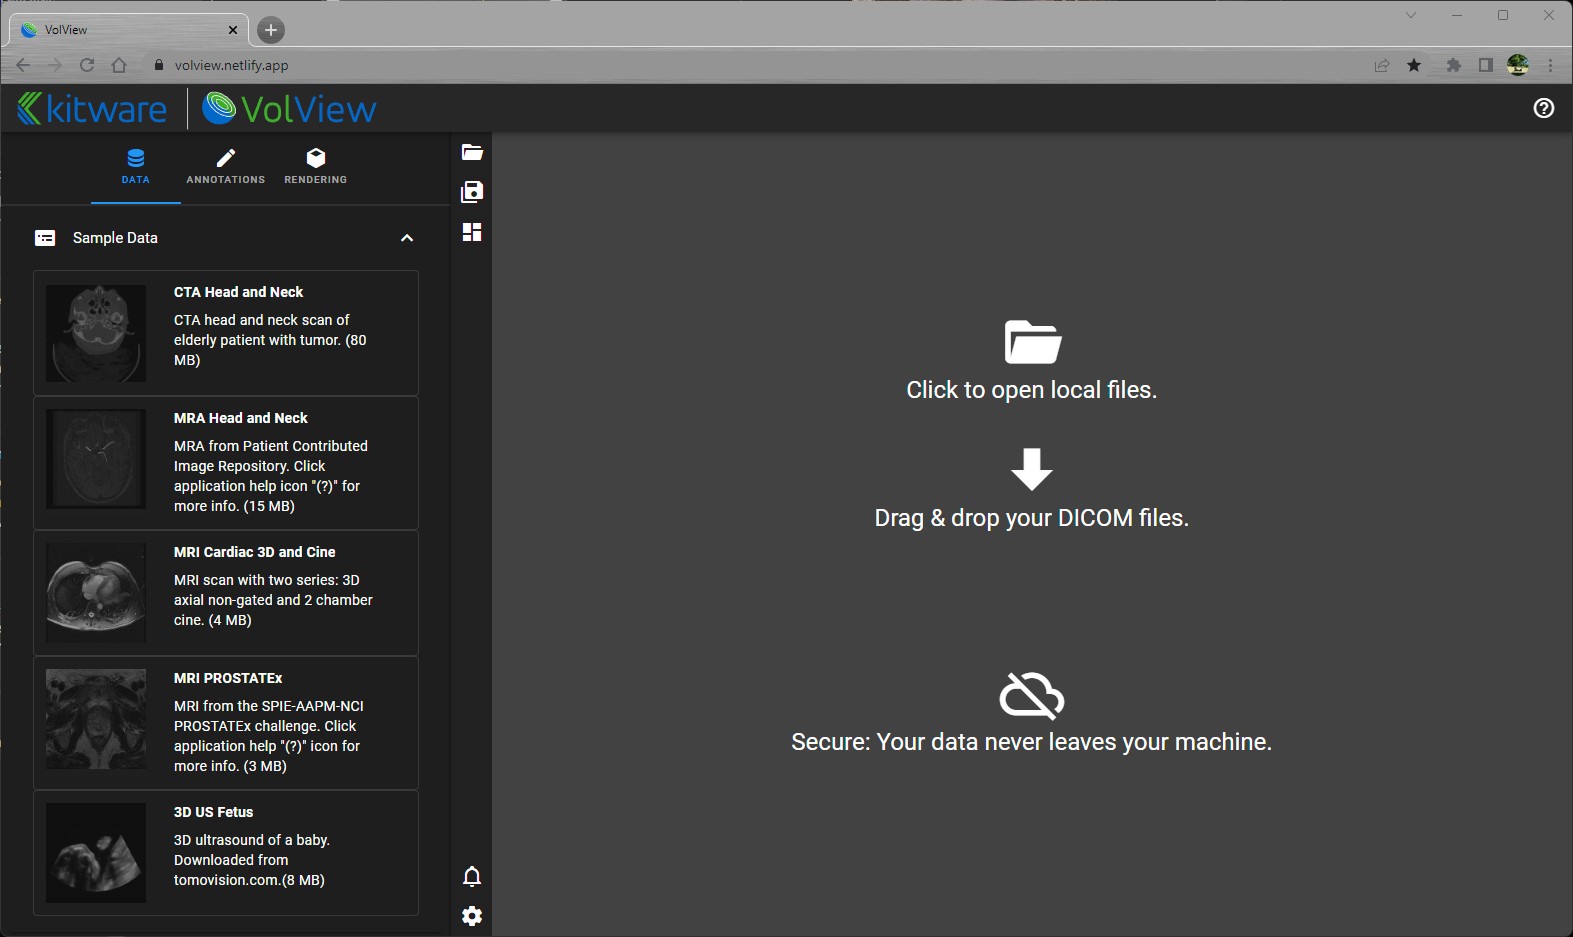 VolView
volview.netlify.app
kitware
VolView
DATA
ANNOTATIONS
RENDERING
Sample Data
CTA Head and Neck
CTA head and neck scan of
elderly patient with tumor. (80
MB)
MRA Head and Neck
MRA from Patient Contributed
Image Repository. Click
application help icon "(?)" for
more info. (15 MB)
MRI Cardiac 3D and Cine
MRI scan with two series: 3D
axial non-gated and 2 chamber
cine. (4 MB)
MRI PROSTATEx
MRI from the SPIE-AAPM-NCI
PROSTATEx challenge. Click
application help "(?)" icon for
more info. (3 MB)
3D US Fetus
3D ultrasound of a baby.
Downloaded from
tomovision.com.(8 MB)
Click to open local files.
Drag & drop your DICOM files.
Secure: Your data never leaves your machine.